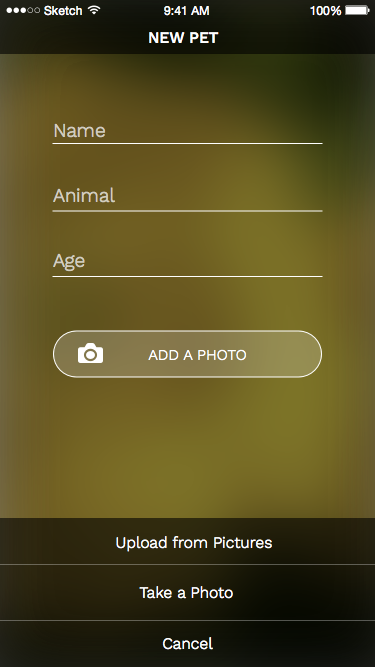 Sketch 9:41 AM 100%
NEW PET
Name
Animal
Age
ADD A PHOTO
Upload from Pictures
Take a Photo
Cancel